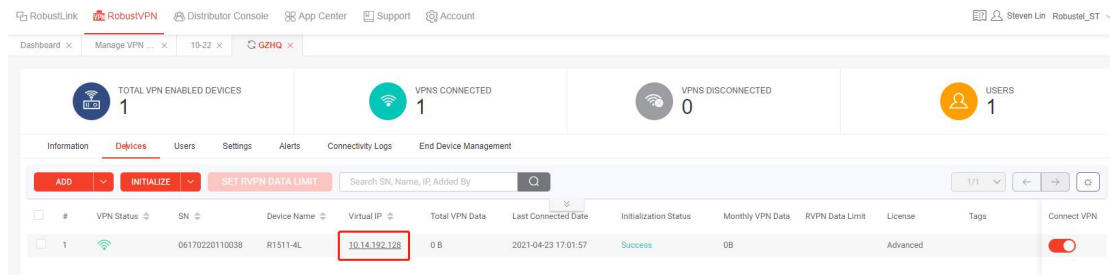 RobustLink RobustVPN Distributor Console App Center Support Account Steven Lin Robustel_ST
Dashboard × Manage VPN ... × 10-22 × GZHQ ×
TOTAL VPN ENABLED DEVICES
1
VPNS CONNECTED
1
VPNS DISCONNECTED
0
USERS
1
Information Devices Users Settings Alerts Connectivity Logs End Device Management
ADD INITIALIZE SET RVPN DATA LIMIT Search SN, Name, IP, Added By 1/1
# VPN Status SN Device Name Virtual IP Total VPN Data Last Connected Date Initialization Status Monthly VPN Data RVPN Data Limit License Tags Connect VPN
1 06170220110038 R1511-4L 10.14.192.128 0 B 2021-04-23 17:01:57 Success 0B Advanced